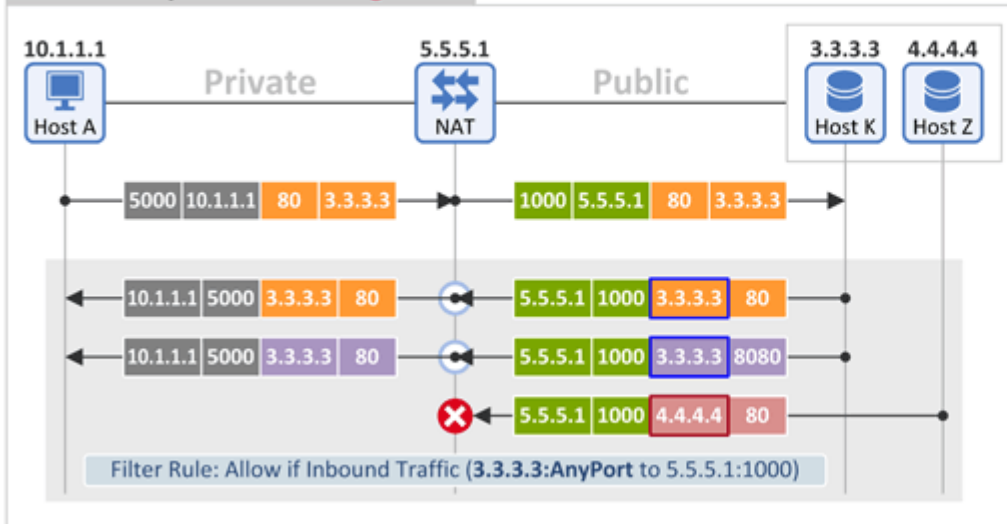 10.1.1.1 5.5.5.1 3.3.3.3 4.4.4.4
Private Public
Host A NAT Host K Host Z
5000 10.1.1.1 80 3.3.3.3 1000 5.5.5.1 80 3.3.3.3
10.1.1.1 5000 3.3.3.3 80 5.5.5.1 1000 3.3.3.3 80
10.1.1.1 5000 3.3.3.3 80 5.5.5.1 1000 3.3.3.3 8080
5.5.5.1 1000 4.4.4.4 80
Filter Rule: Allow if Inbound Traffic (3.3.3.3:AnyPort to 5.5.5.1:1000)